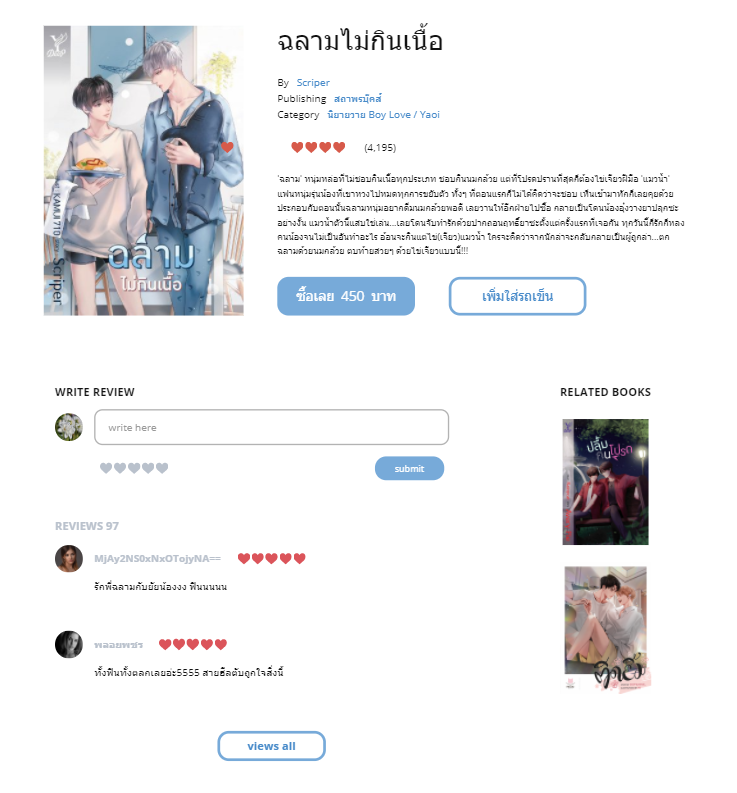 ฉลามไม่กินเนื้อ
By Scriper
Publishing สถาพรบุ๊คส์
Category นิยายวาย Boy Love / Yaoi
(4,195)
'ฉลาม' หนุ่มหล่อที่ไม่ชอบกินเนื้อทุกประเภท ชอบกินนมกล้วย แต่ที่โปรดปรานที่สุดก็ต้องไข่เจียวฝีมือ 'แมวน้ำ'
แฟนหนุ่มรุ่นน้องที่เขาหวงไปหมดทุกการขยับตัว ทั้งๆ ที่ตอนแรกก็ไม่ได้คิดว่าจะชอบ เห็นเข้ามาทักก็เลยคุยด้วย
ประกอบกับตอนนั้นฉลามหนุ่มอยากดื่มนมกล้วยพอดี เลยวานให้อีกฝ่ายไปซื้อ กลายเป็นโดนน้องอุ๋งวางยาปลุกซะ
อย่างงั้น แมวน้ำตัวนี้แสบใช่เล่น...เลยโดนจับทำรักด้วยปากถอนฤทธิ์ยาซะตั้งแต่ครั้งแรกที่เจอกัน ทุกวันนี้ก็รักก็หลง
คนน้องจนไม่เป็นอันทำอะไร อ้อนจะกินแต่ไข่(เจียว)แมวน้ำ ใครจะคิดว่าจากนักล่าจะกลับกลายเป็นผู้ถูกล่า...ตก
ฉลามด้วยนมกล้วย ตบท้ายสวยๆ ด้วยไข่เจียวแบบนี้!!!
ซื้อเลย 450 บาท
เพิ่มใส่รถเข็น
KAMUI 710
Scriper
ฉลาม
ไม่กินเนื้อ
WRITE REVIEW
write here
submit
REVIEWS 97
MjAy2NS0xNxOTojyNA==
รักพี่ฉลามกับยัยน้องงง ฟินนนนน
พลอยพชร
ทั้งฟินทั้งตลกเลยอ่ะ5555 สายฮีลตับถูกใจสิ่งนี้
views all
RELATED BOOKS
ปลื้ม